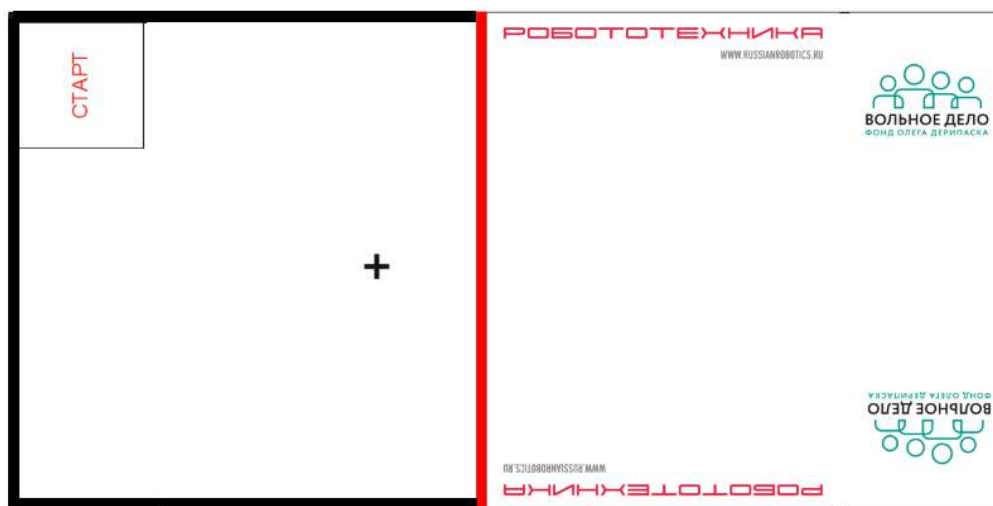 СТАРТ
РОБОТОТЕХНИКА
WWW.RUSSIANROBOTICS.RU
ВОЛЬНОЕ ДЕЛО
ФОНД ОЛЕГА ДЕРИПАСКА
ВОЛЬНОЕ ДЕЛО
ФОНД ОЛЕГА ДЕРИПАСКА
WWW.RUSSIANROBOTICS.RU
РОБОТОТЕХНИКА